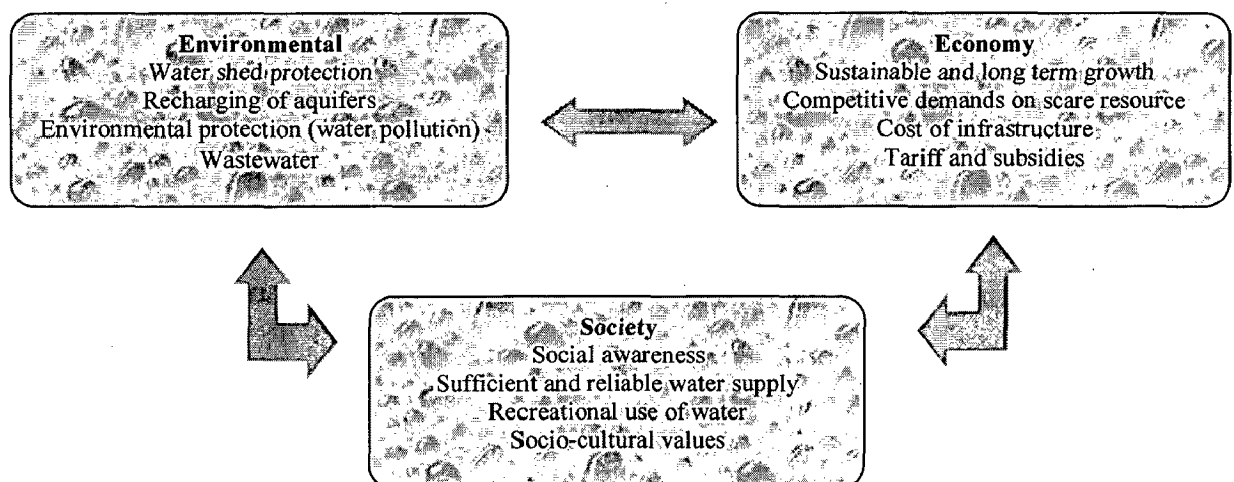 Environmental
Water shed protection
Recharging of aquifers
Environmental protection (water pollution)
Wastewater
Economy
Sustainable and long term growth
Competitive demands on scare resource
Cost of infrastructure
Tariff and subsidies
Society
Social awareness
Sufficient and reliable water supply
Recreational use of water
Socio-cultural values